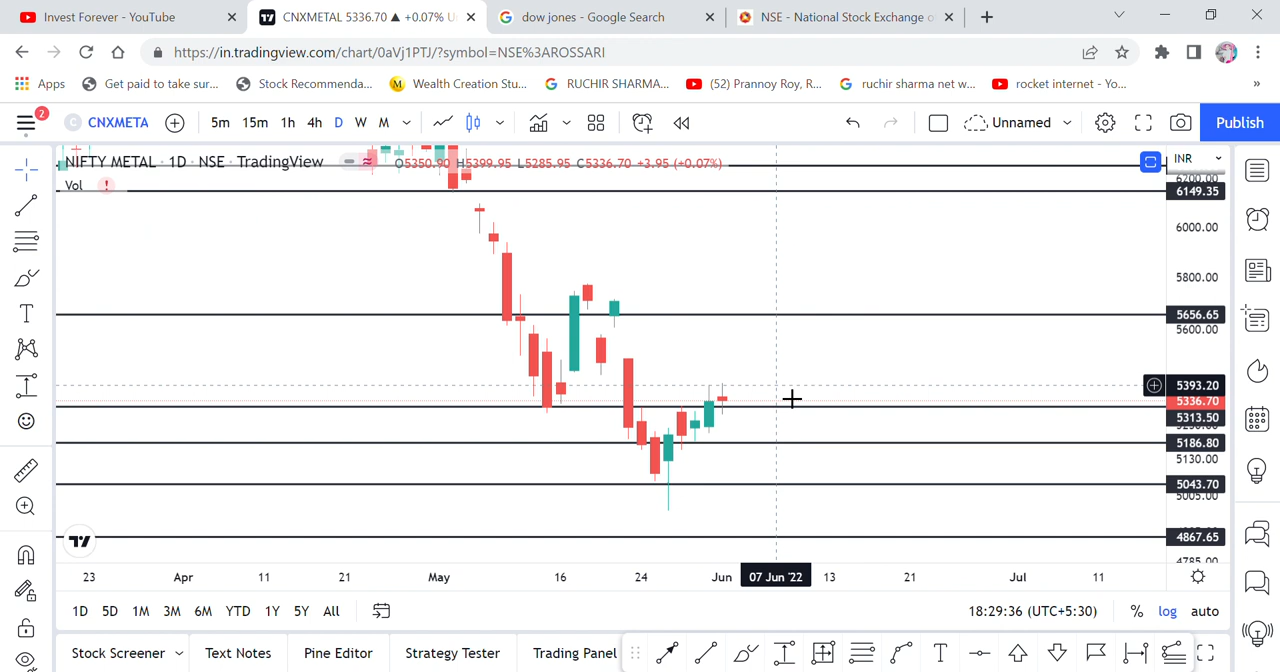 Invest Forever - YouTube
CNXMETAL 5336.70 ▲ +0.07% U
dow jones - Google Search
NSE - National Stock Exchange o
https://in.tradingview.com/chart/0aVj1PTJ/?symbol=NSE%3AROSSARI
Apps
Get paid to take sur...
Stock Recommenda...
Wealth Creation Stu...
RUCHIR SHARMA...
(52) Prannoy Roy, R...
ruchir sharma net w...
rocket internet - Yo...
»
2
C CNXMETA
5m 15m 1h 4h D W M
Unnamed
Publish
NIFTY METAL · 1D · NSE · TradingView
O5350.90 H5399.95 L5285.95 C5336.70 +3.95 (+0.07%)
INR
Vol !
6200.00
6149.35
6000.00
5800.00
5656.65
5600.00
5393.20
5336.70
5313.50
5186.80
5130.00
5043.70
5005.00
4867.65
4785.00
23 Apr 11 21 May 16 24 Jun 07 Jun '22 13 21 Jul 11
1D 5D 1M 3M 6M YTD 1Y 5Y All
18:29:36 (UTC+5:30) % log auto
Stock Screener
Text Notes
Pine Editor
Strategy Tester
Trading Panel